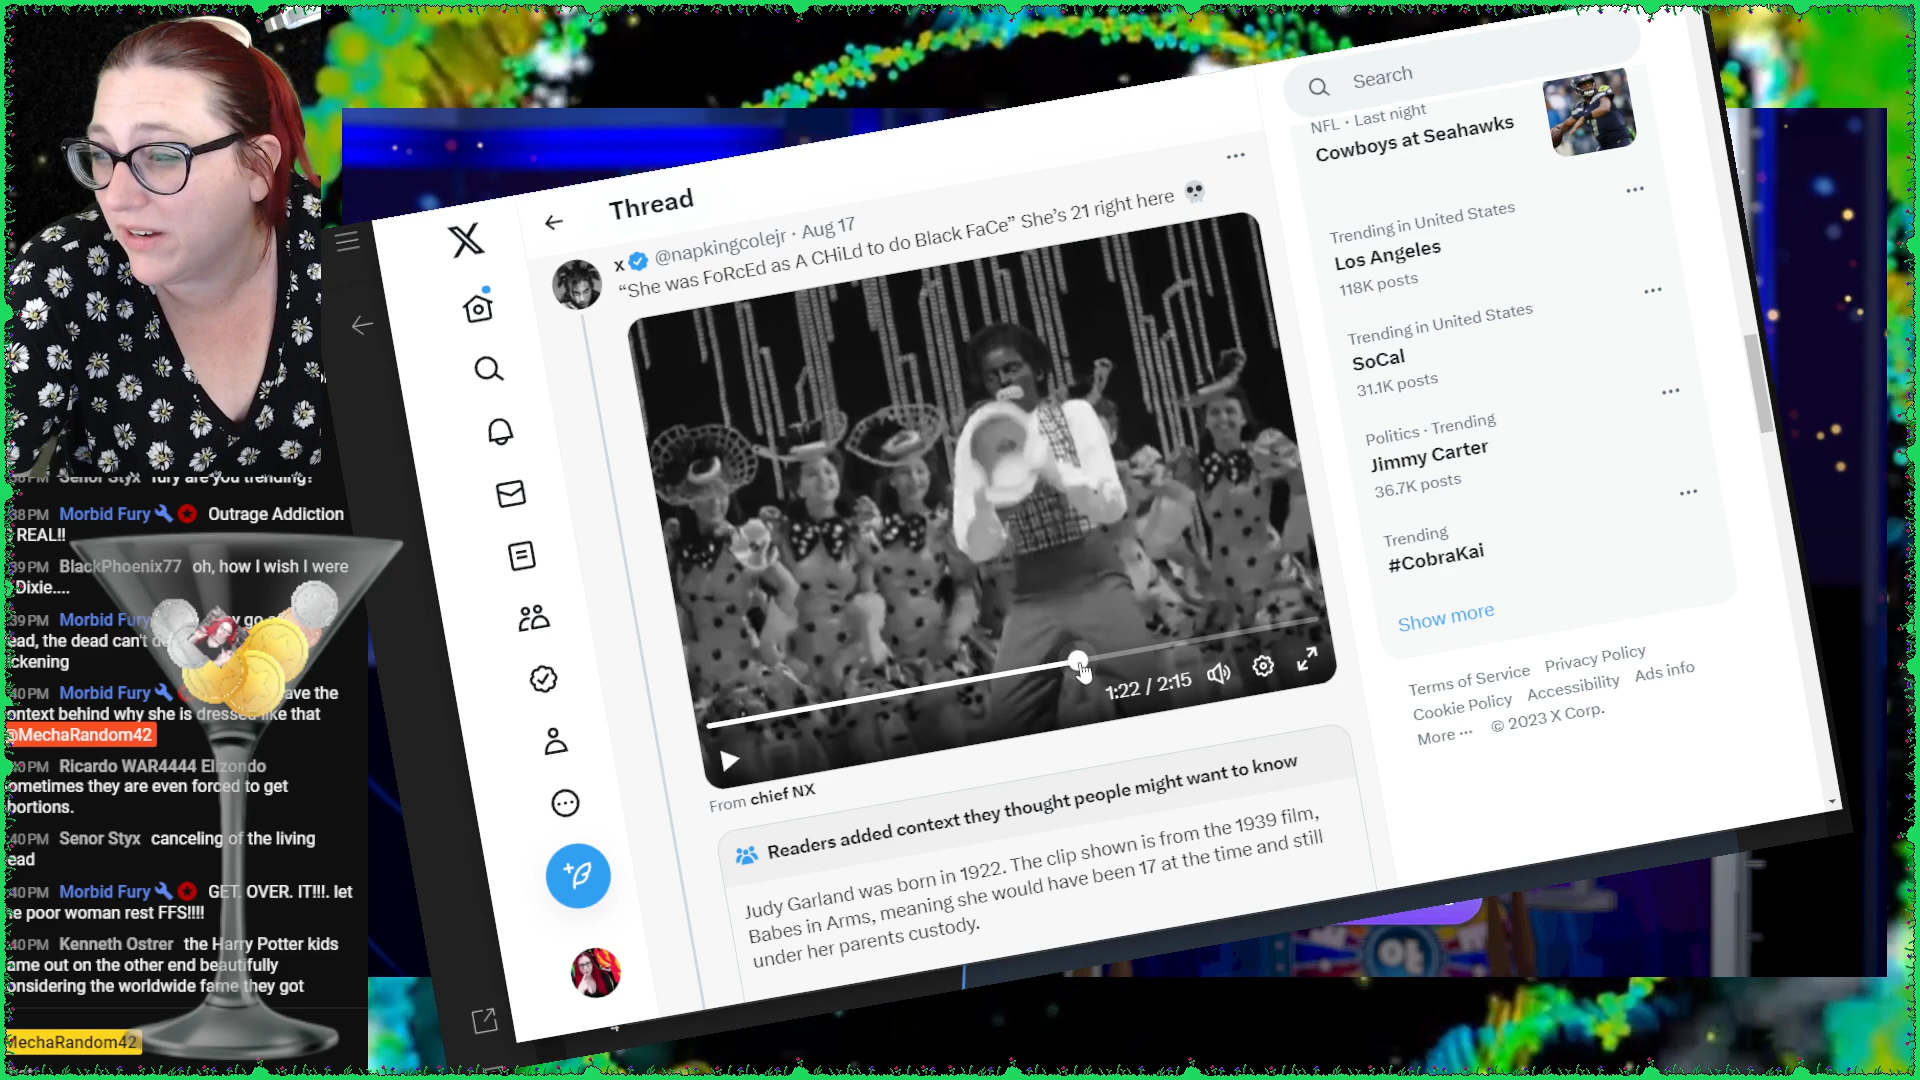 Thread
x @napkingcolejr · Aug 17
“She was FoRcEd as A CHiLd to do Black FaCe” She’s 21 right here
1:22 / 2:15
From chief NX
Readers added context they thought people might want to know
Judy Garland was born in 1922. The clip shown is from the 1939 film,
Babes in Arms, meaning she would have been 17 at the time and still
under her parents custody.
Search
NFL · Last night
Cowboys at Seahawks
Trending in United States
Los Angeles
118K posts
Trending in United States
SoCal
31.1K posts
Politics · Trending
Jimmy Carter
36.7K posts
Trending
#CobraKai
Show more
Terms of Service Privacy Policy
Cookie Policy Accessibility Ads info
More ··· © 2023 X Corp.
Senor Styx fury are you trending?
38PM Morbid Fury Outrage Addiction
REAL!!
39PM BlackPhoenix77 oh, how I wish I were
Dixie....
39PM Morbid Fury go
ead, the dead can't
ckening
40PM Morbid Fury ave the
ontext behind why she is dressed like that
@MechaRandom42
0PM Ricardo WAR4444 Elizondo
ometimes they are even forced to get
bortions.
40PM Senor Styx canceling of the living
ead
40PM Morbid Fury GET. OVER. IT!!!. let
e poor woman rest FFS!!!!
40PM Kenneth Ostrer the Harry Potter kids
ame out on the other end beautifully
onsidering the worldwide fame they got
MechaRandom42